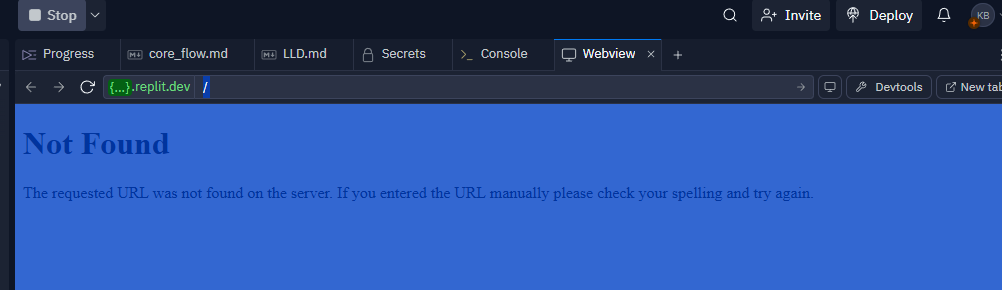 Stop Invite Deploy KB
Progress core_flow.md LLD.md Secrets Console Webview
{...}.replit.dev / Devtools New tab
Not Found
The requested URL was not found on the server. If you entered the URL manually please check your spelling and try again.